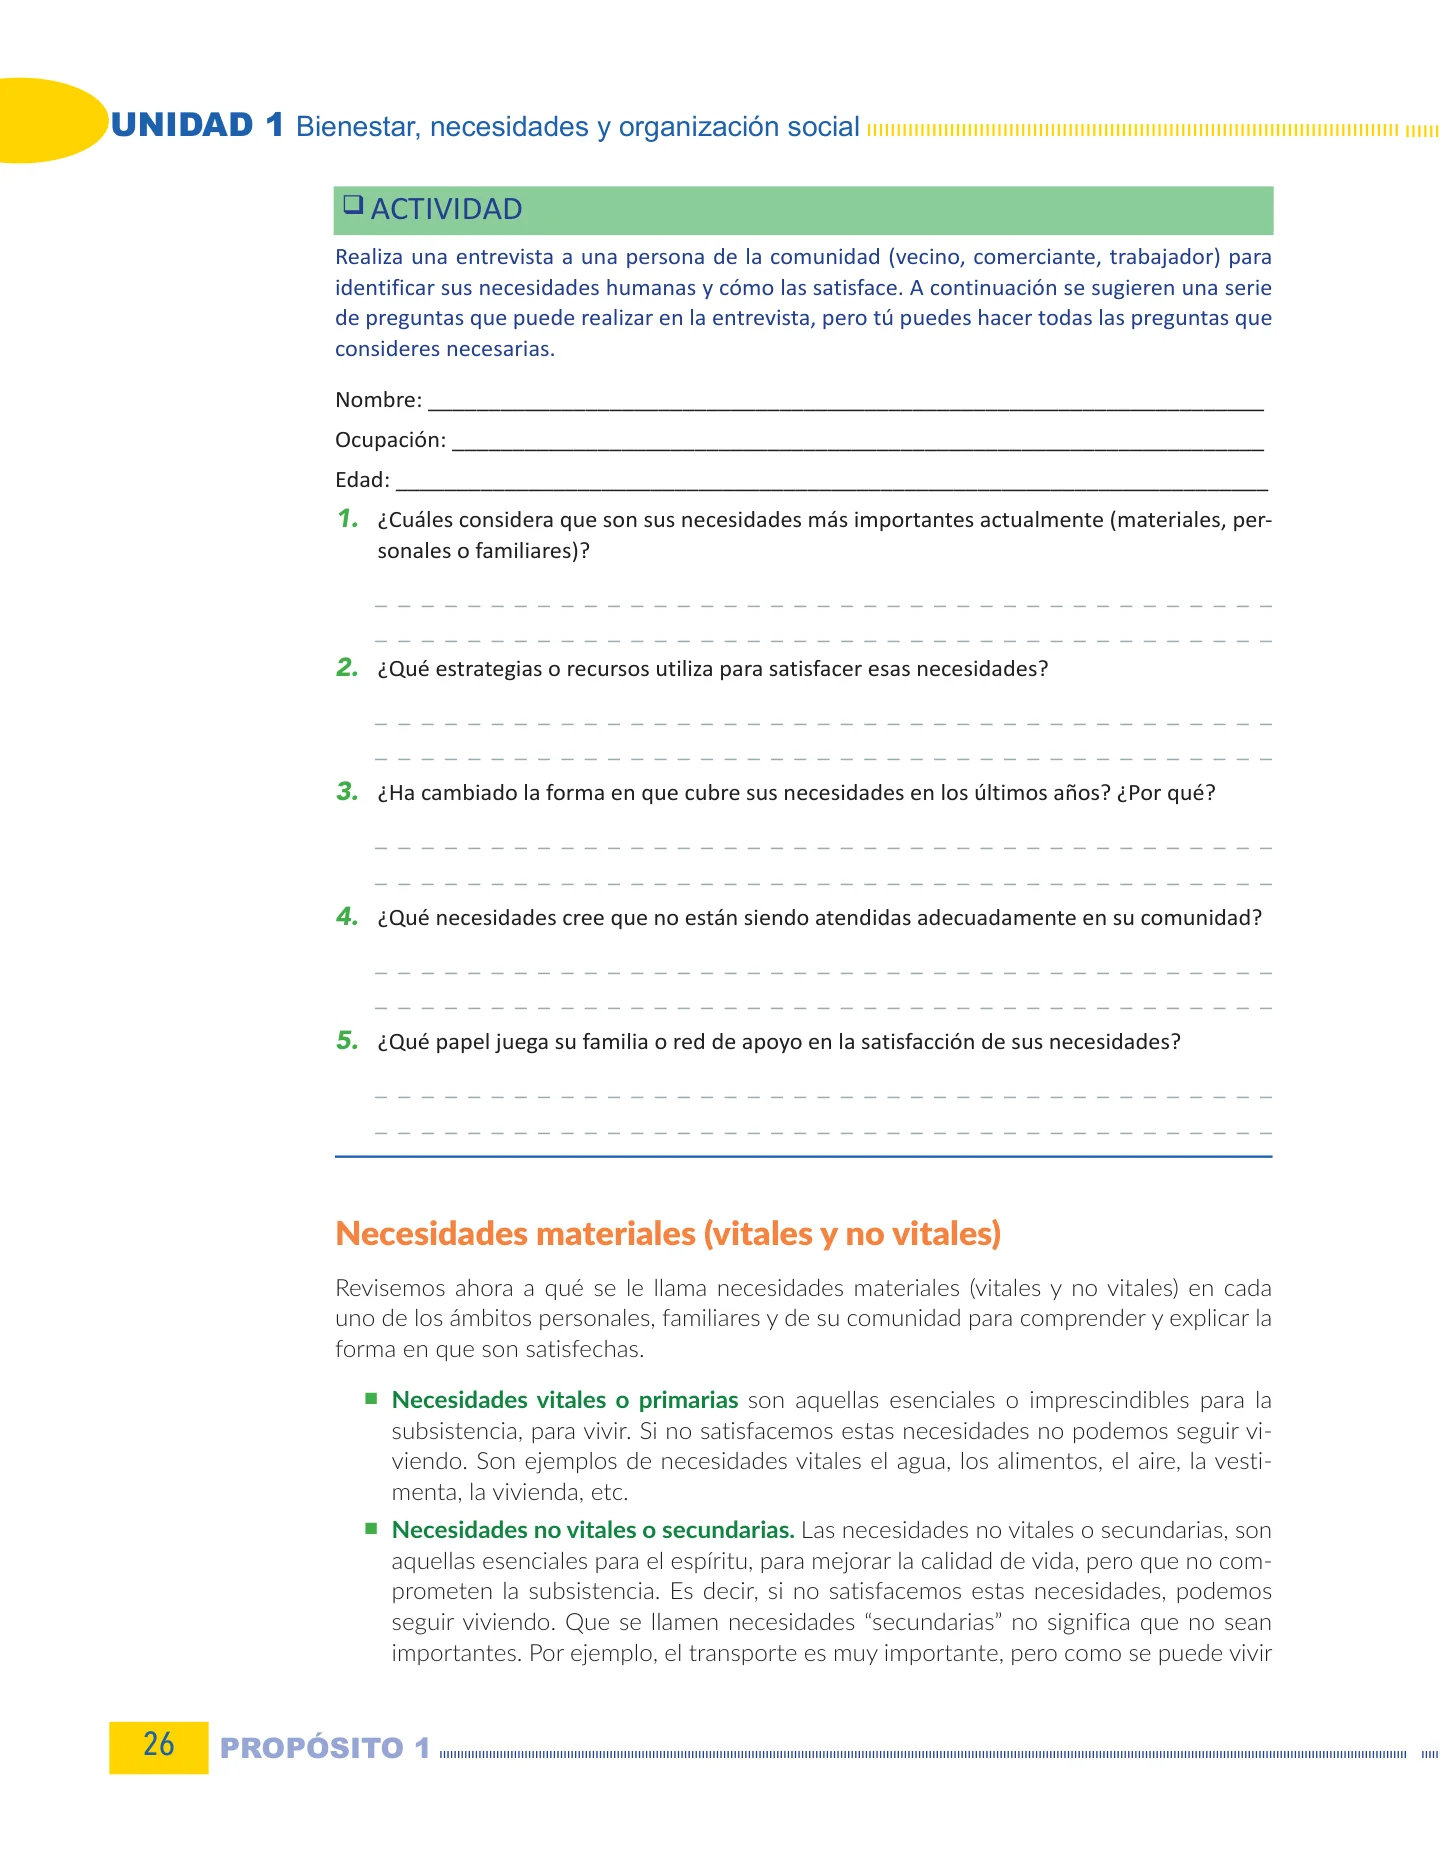 UNIDAD 1 Bienestar, necesidades y organización social
❑ ACTIVIDAD
Realiza una entrevista a una persona de la comunidad (vecino, comerciante, trabajador) para
identificar sus necesidades humanas y cómo las satisface. A continuación se sugieren una serie
de preguntas que puede realizar en la entrevista, pero tú puedes hacer todas las preguntas que
consideres necesarias.
Nombre: ______________________________________________________________________
Ocupación: ____________________________________________________________________
Edad: _________________________________________________________________________
1. ¿Cuáles considera que son sus necesidades más importantes actualmente (materiales, per-
sonales o familiares)?
2. ¿Qué estrategias o recursos utiliza para satisfacer esas necesidades?
3. ¿Ha cambiado la forma en que cubre sus necesidades en los últimos años? ¿Por qué?
4. ¿Qué necesidades cree que no están siendo atendidas adecuadamente en su comunidad?
5. ¿Qué papel juega su familia o red de apoyo en la satisfacción de sus necesidades?
Necesidades materiales (vitales y no vitales)
Revisemos ahora a qué se le llama necesidades materiales (vitales y no vitales) en cada
uno de los ámbitos personales, familiares y de su comunidad para comprender y explicar la
forma en que son satisfechas.
■ Necesidades vitales o primarias son aquellas esenciales o imprescindibles para la
subsistencia, para vivir. Si no satisfacemos estas necesidades no podemos seguir vi-
viendo. Son ejemplos de necesidades vitales el agua, los alimentos, el aire, la vesti-
menta, la vivienda, etc.
■ Necesidades no vitales o secundarias. Las necesidades no vitales o secundarias, son
aquellas esenciales para el espíritu, para mejorar la calidad de vida, pero que no com-
prometen la subsistencia. Es decir, si no satisfacemos estas necesidades, podemos
seguir viviendo. Que se llamen necesidades “secundarias” no significa que no sean
importantes. Por ejemplo, el transporte es muy importante, pero como se puede vivir
26 PROPÓSITO 1